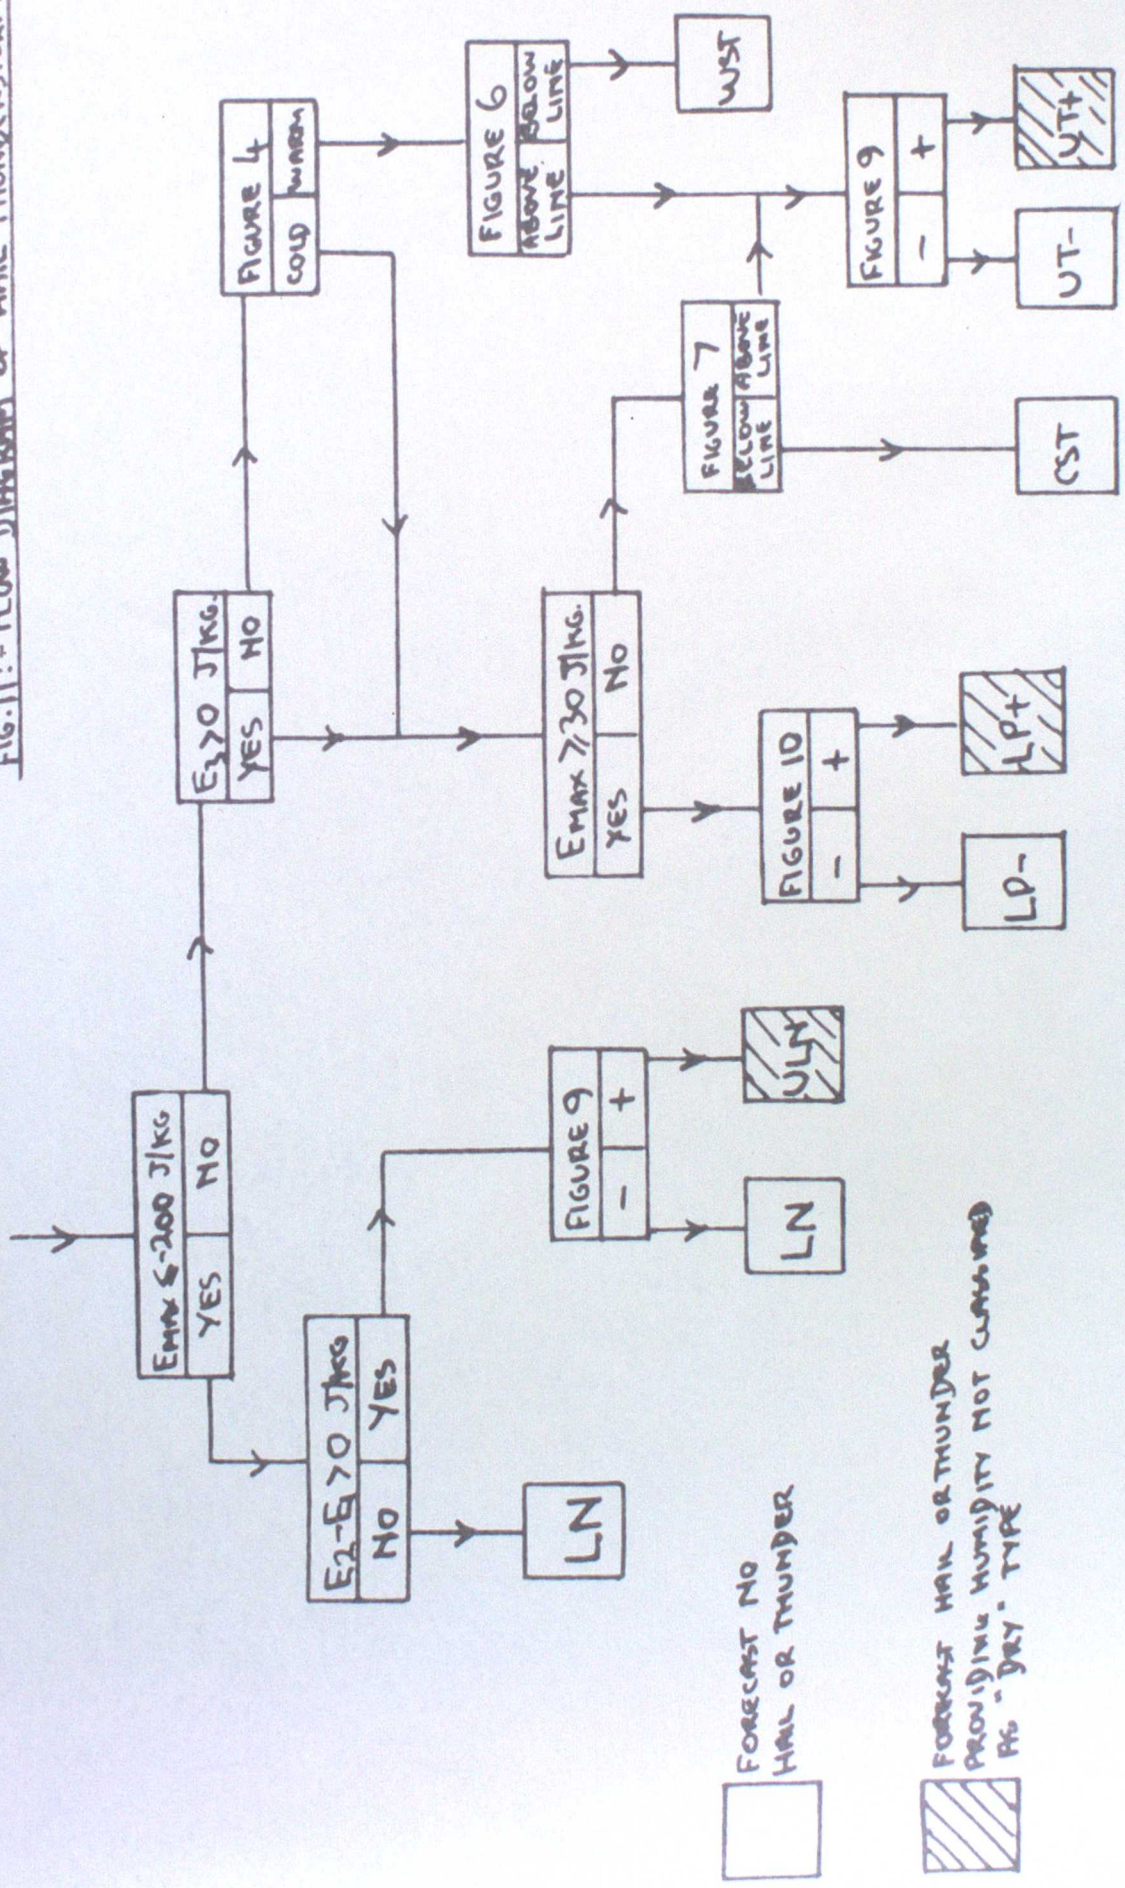 FIG. 11:- FLOW DIAGRAM OF HAIL THUNDERSTORM
EMAX ≤-200 J/KG
YES NO
E2-E1 >0 J/KG
NO YES
LN
FIGURE 9
- +
LN
ULN
E3>0 J/KG.
YES NO
FIGURE 4
COLD WARM
FIGURE 6
ABOVE LINE BELOW LINE
WST
EMAX ⩾30 J/KG.
YES NO
FIGURE 10
- +
LP-
LP+
FIGURE 7
BELOW LINE ABOVE LINE
CST
FIGURE 9
- +
UT-
UT+
FORECAST NO
HAIL OR THUNDER
FORECAST HAIL OR THUNDER
PROVIDING HUMIDITY NOT CLASSIFIED
AS "DRY" TYPE